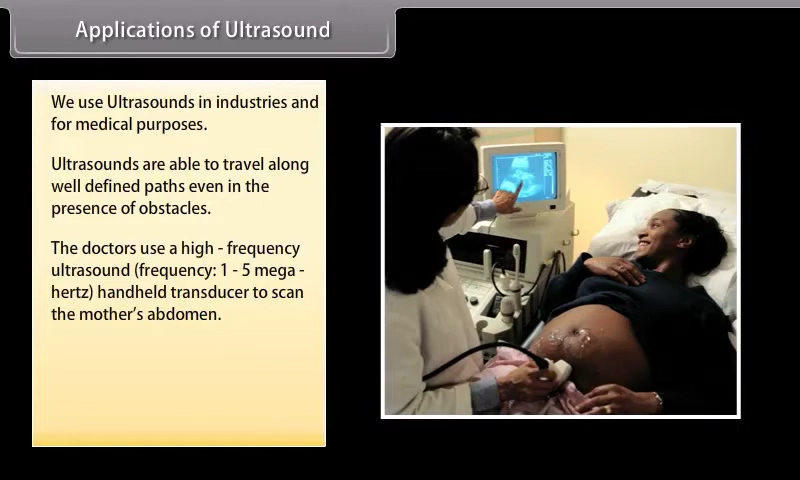 Applications of Ultrasound
We use Ultrasounds in industries and
for medical purposes.
Ultrasounds are able to travel along
well defined paths even in the
presence of obstacles.
The doctors use a high - frequency
ultrasound (frequency: 1 - 5 mega -
hertz) handheld transducer to scan
the mother's abdomen.